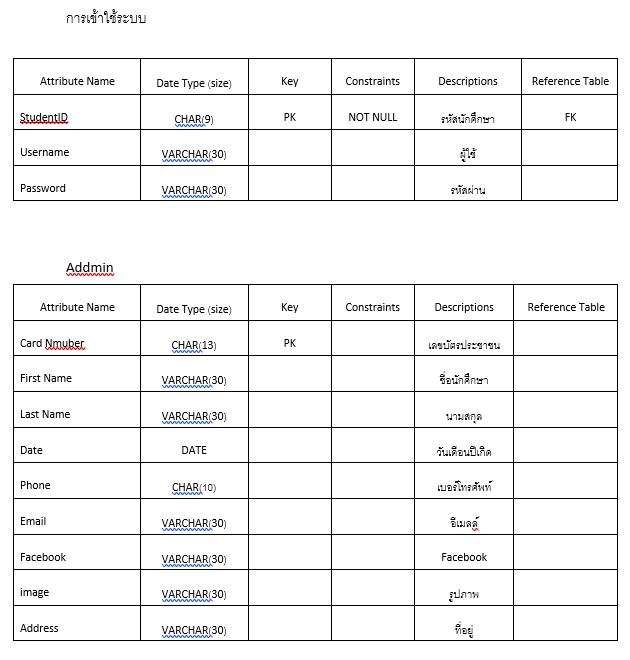 การเข้าใช้ระบบ
Attribute Name Date Type (size) Key Constraints Descriptions Reference Table
StudentID CHAR(9) PK NOT NULL รหัสนักศึกษา FK
Username VARCHAR(30) ผู้ใช้
Password VARCHAR(30) รหัสผ่าน
Addmin
Attribute Name Date Type (size) Key Constraints Descriptions Reference Table
Card Nmuber CHAR(13) PK เลขบัตรประชาชน
First Name VARCHAR(30) ชื่อนักศึกษา
Last Name VARCHAR(30) นามสกุล
Date DATE วันเดือนปีเกิด
Phone CHAR(10) เบอร์โทรศัพท์
Email VARCHAR(30) อีเมลล์
Facebook VARCHAR(30) Facebook
image VARCHAR(30) รูปภาพ
Address VARCHAR(30) ที่อยู่